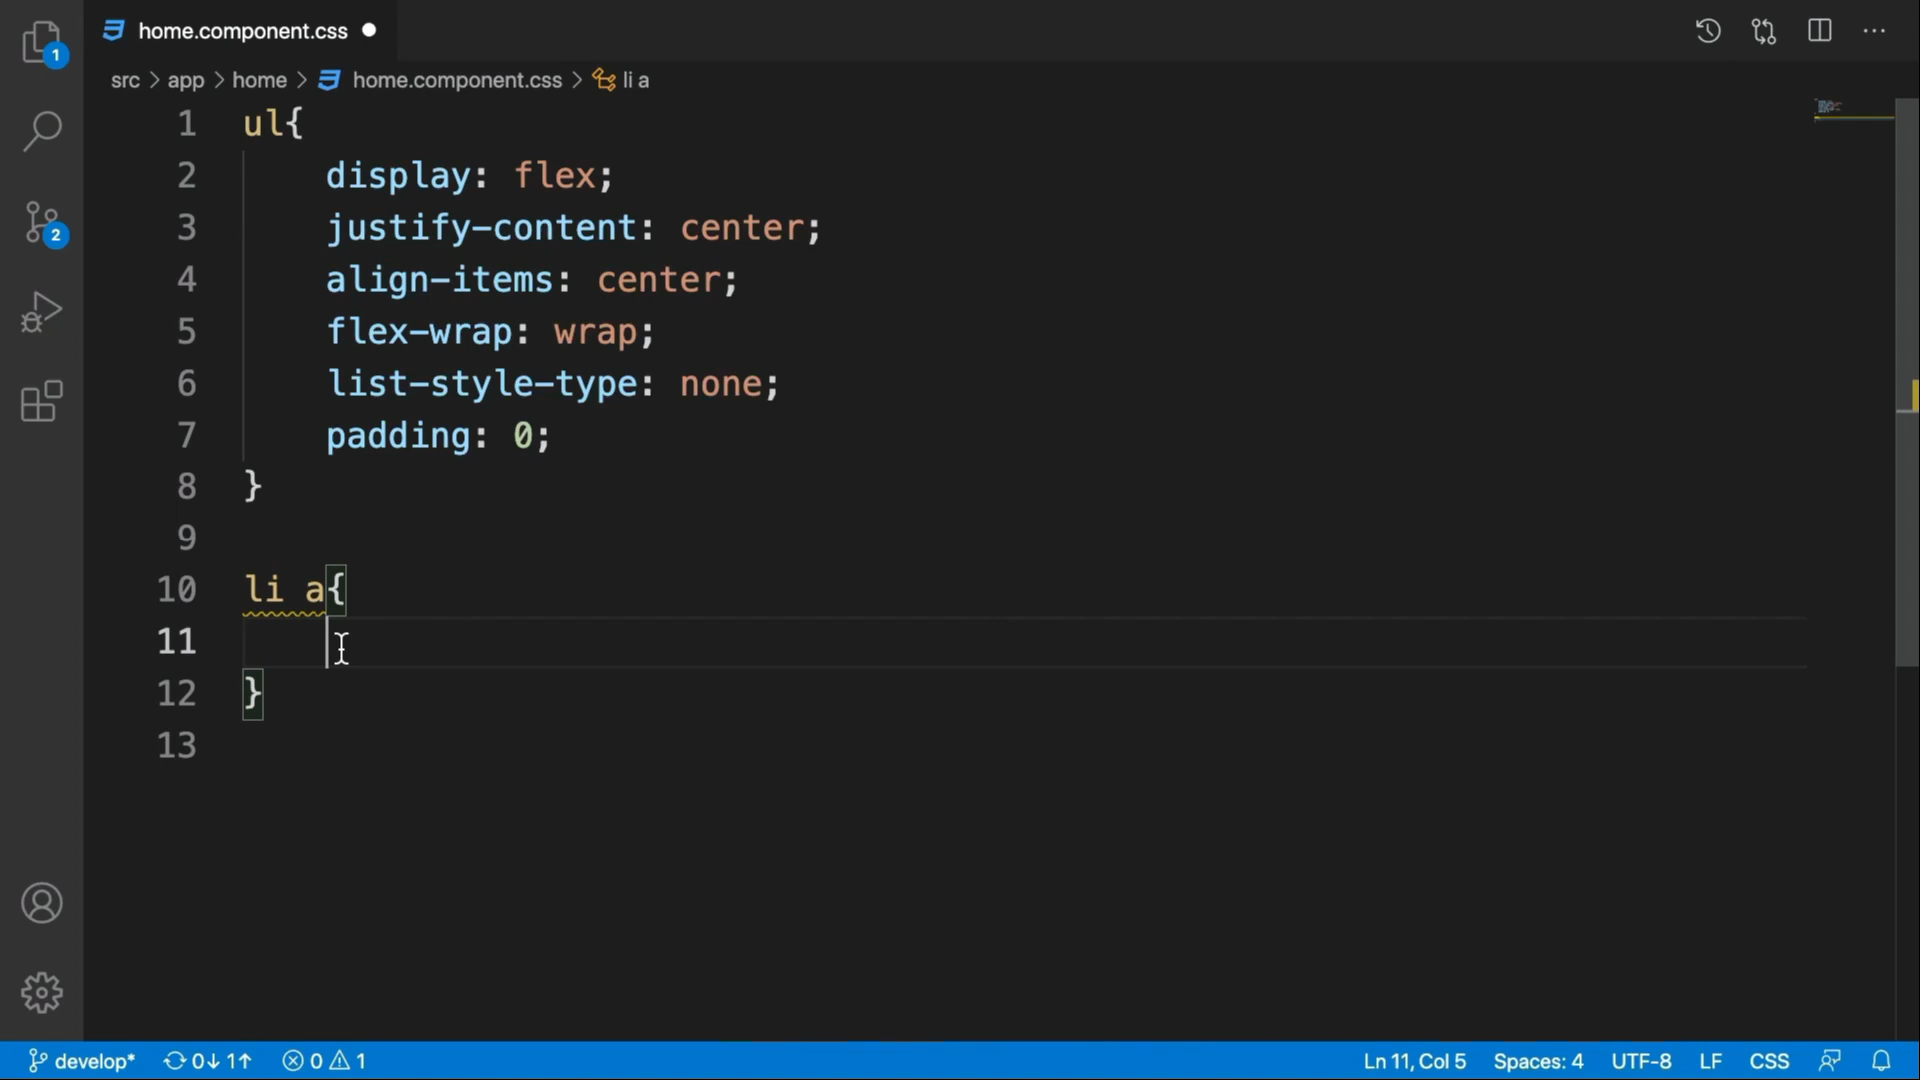 home.component.css
src > app > home > home.component.css > li a
1 ul{
2 display: flex;
3 justify-content: center;
4 align-items: center;
5 flex-wrap: wrap;
6 list-style-type: none;
7 padding: 0;
8 }
9
10 li a{
11
12 }
13
1
2
develop* 0↓ 1↑ 0 1 Ln 11, Col 5 Spaces: 4 UTF-8 LF CSS